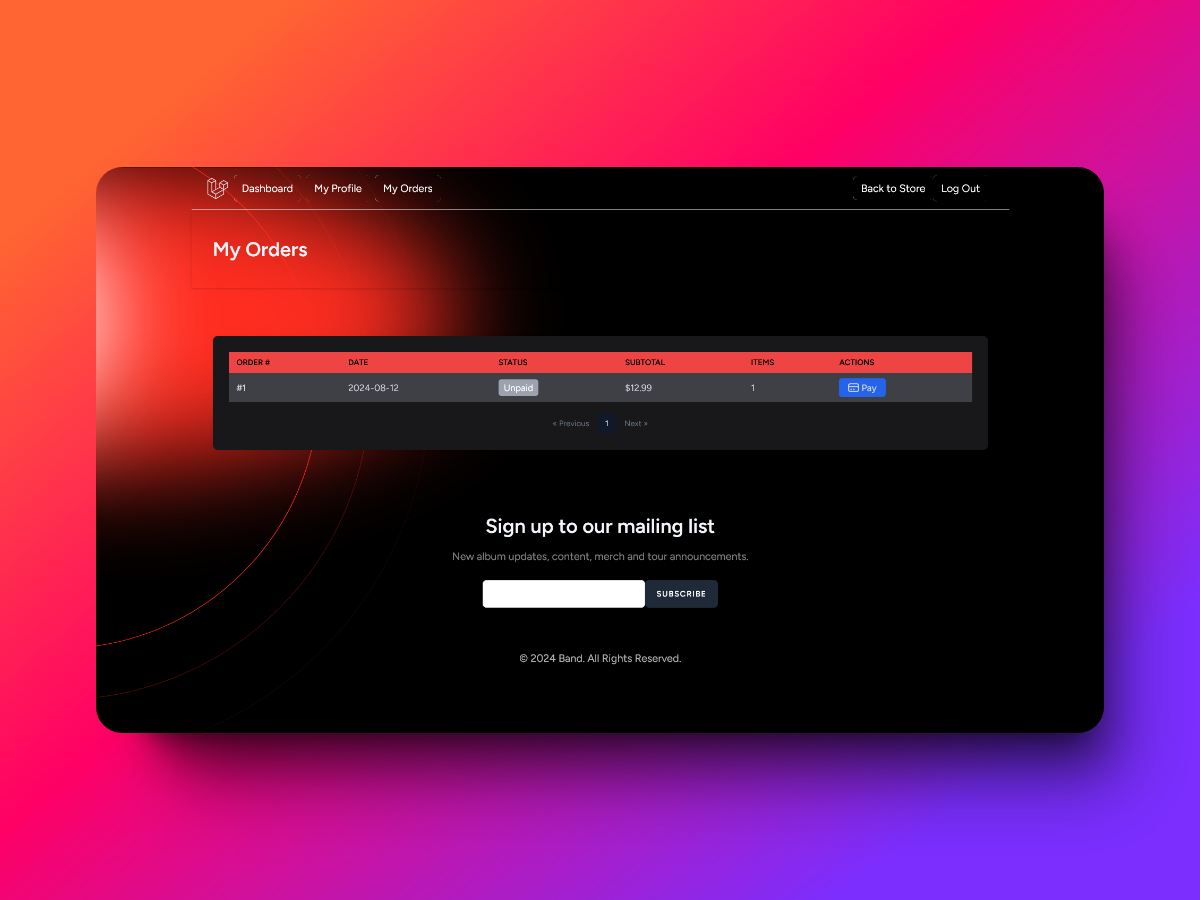 Dashboard My Profile My Orders Back to Store Log Out
My Orders
ORDER # DATE STATUS SUBTOTAL ITEMS ACTIONS
#1 2024-08-12 Unpaid $12.99 1 Pay
« Previous 1 Next »
Sign up to our mailing list
New album updates, content, merch and tour announcements.
SUBSCRIBE
© 2024 Band. All Rights Reserved.